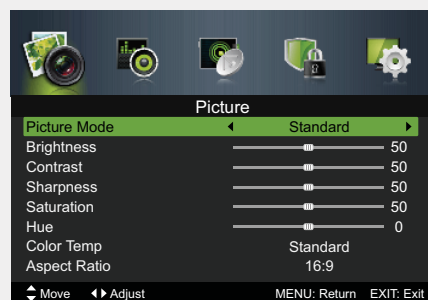 Picture
Picture Mode Standard
Brightness 50
Contrast 50
Sharpness 50
Saturation 50
Hue 0
Color Temp Standard
Aspect Ratio 16:9
Move Adjust MENU: Return EXIT: Exit